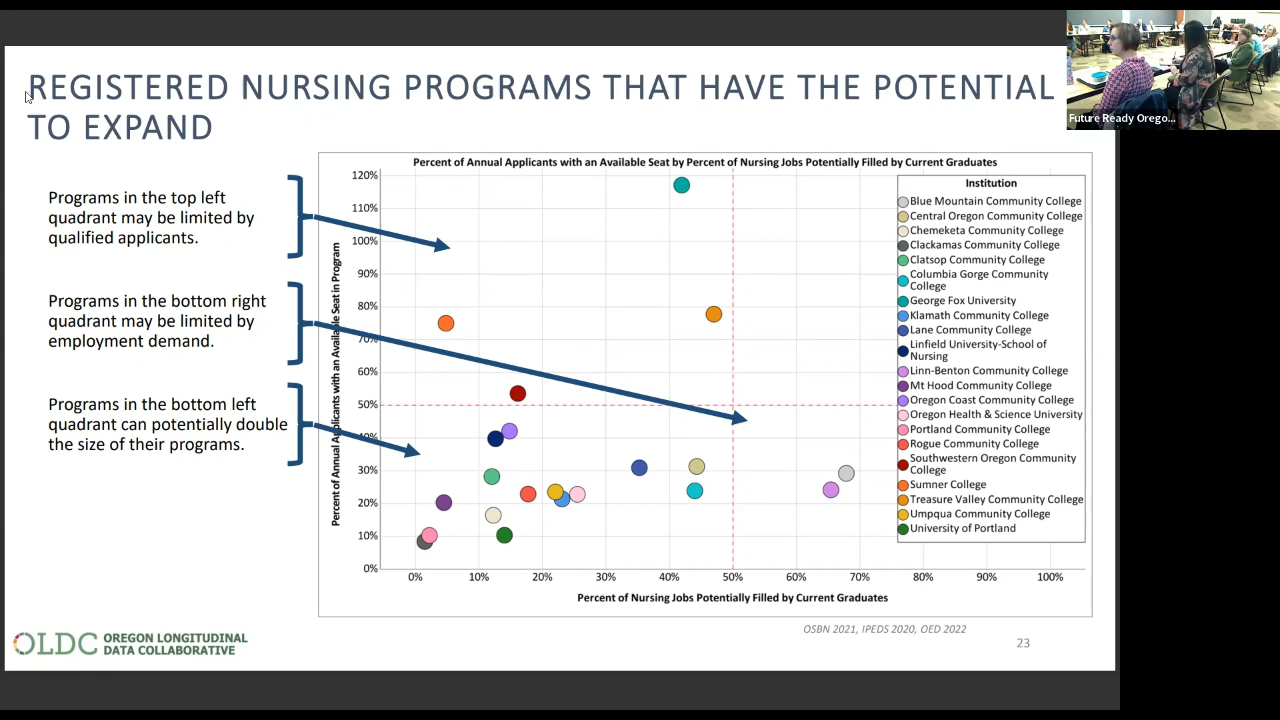 REGISTERED NURSING PROGRAMS THAT HAVE THE POTENTIAL
TO EXPAND
Future Ready Orego...
Programs in the top left
quadrant may be limited by
qualified applicants.
Programs in the bottom right
quadrant may be limited by
employment demand.
Programs in the bottom left
quadrant can potentially double
the size of their programs.
Percent of Annual Applicants with an Available Seat by Percent of Nursing Jobs Potentially Filled by Current Graduates
Percent of Annual Applicants with an Available Seat in Program
120%
110%
100%
90%
80%
70%
60%
50%
40%
30%
20%
10%
0%
0% 10% 20% 30% 40% 50% 60% 70% 80% 90% 100%
Percent of Nursing Jobs Potentially Filled by Current Graduates
Institution
Blue Mountain Community College
Central Oregon Community College
Chemeketa Community College
Clackamas Community College
Clatsop Community College
Columbia Gorge Community
College
George Fox University
Klamath Community College
Lane Community College
Linfield University-School of
Nursing
Linn-Benton Community College
Mt Hood Community College
Oregon Coast Community College
Oregon Health & Science University
Portland Community College
Rogue Community College
Southwestern Oregon Community
College
Sumner College
Treasure Valley Community College
Umpqua Community College
University of Portland
OSBN 2021, IPEDS 2020, OED 2022
23
OLDC OREGON LONGITUDINAL
DATA COLLABORATIVE